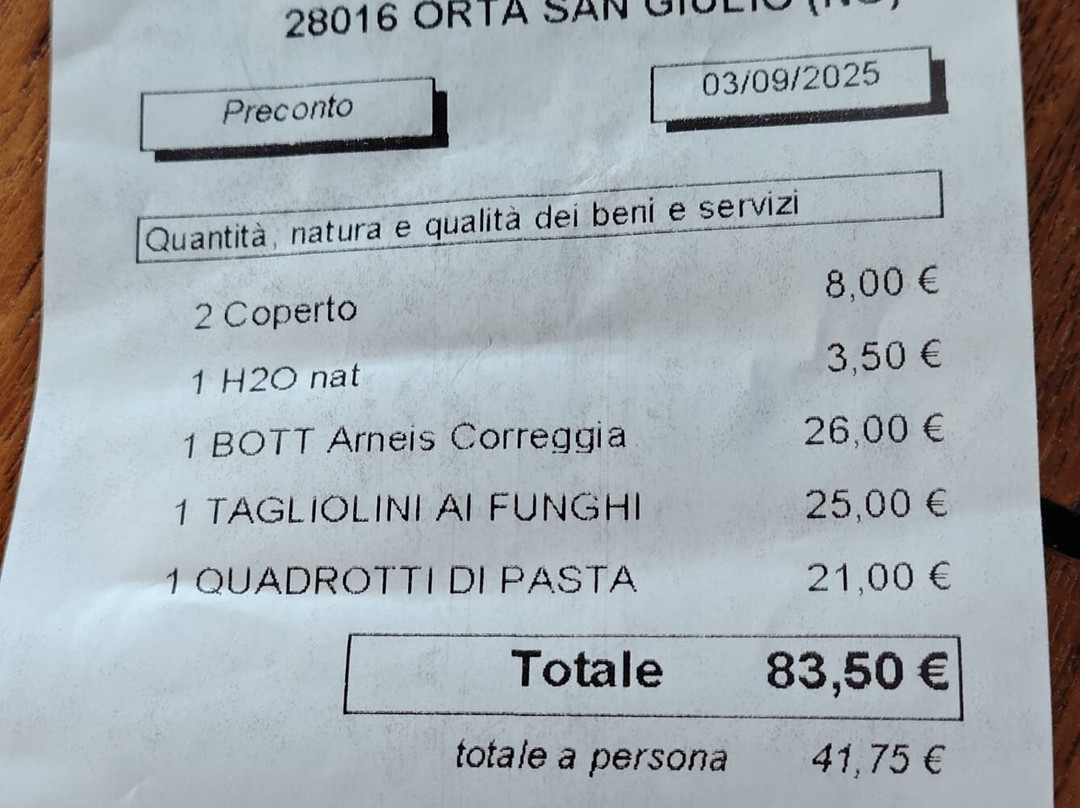 28016 ORTA SAN GIULIO (NO)
Preconto
03/09/2025
Quantità, natura e qualità dei beni e servizi
2 Coperto 8,00 €
1 H2O nat 3,50 €
1 BOTT Arneis Correggia 26,00 €
1 TAGLIOLINI AI FUNGHI 25,00 €
1 QUADROTTI DI PASTA 21,00 €
Totale 83,50 €
totale a persona 41,75 €